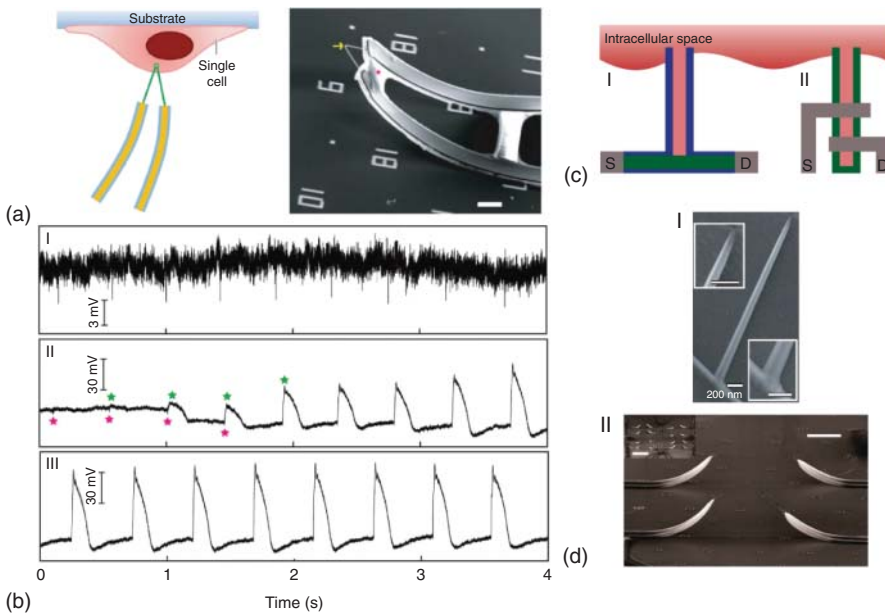 Substrate
Single
cell
(a)
I
3 mV
II
30 mV
III
30 mV
0
1
2
3
4
Time (s)
(b)
Intracellular space
I
II
S
D
S
D
(c)
I
200 nm
II
(d)